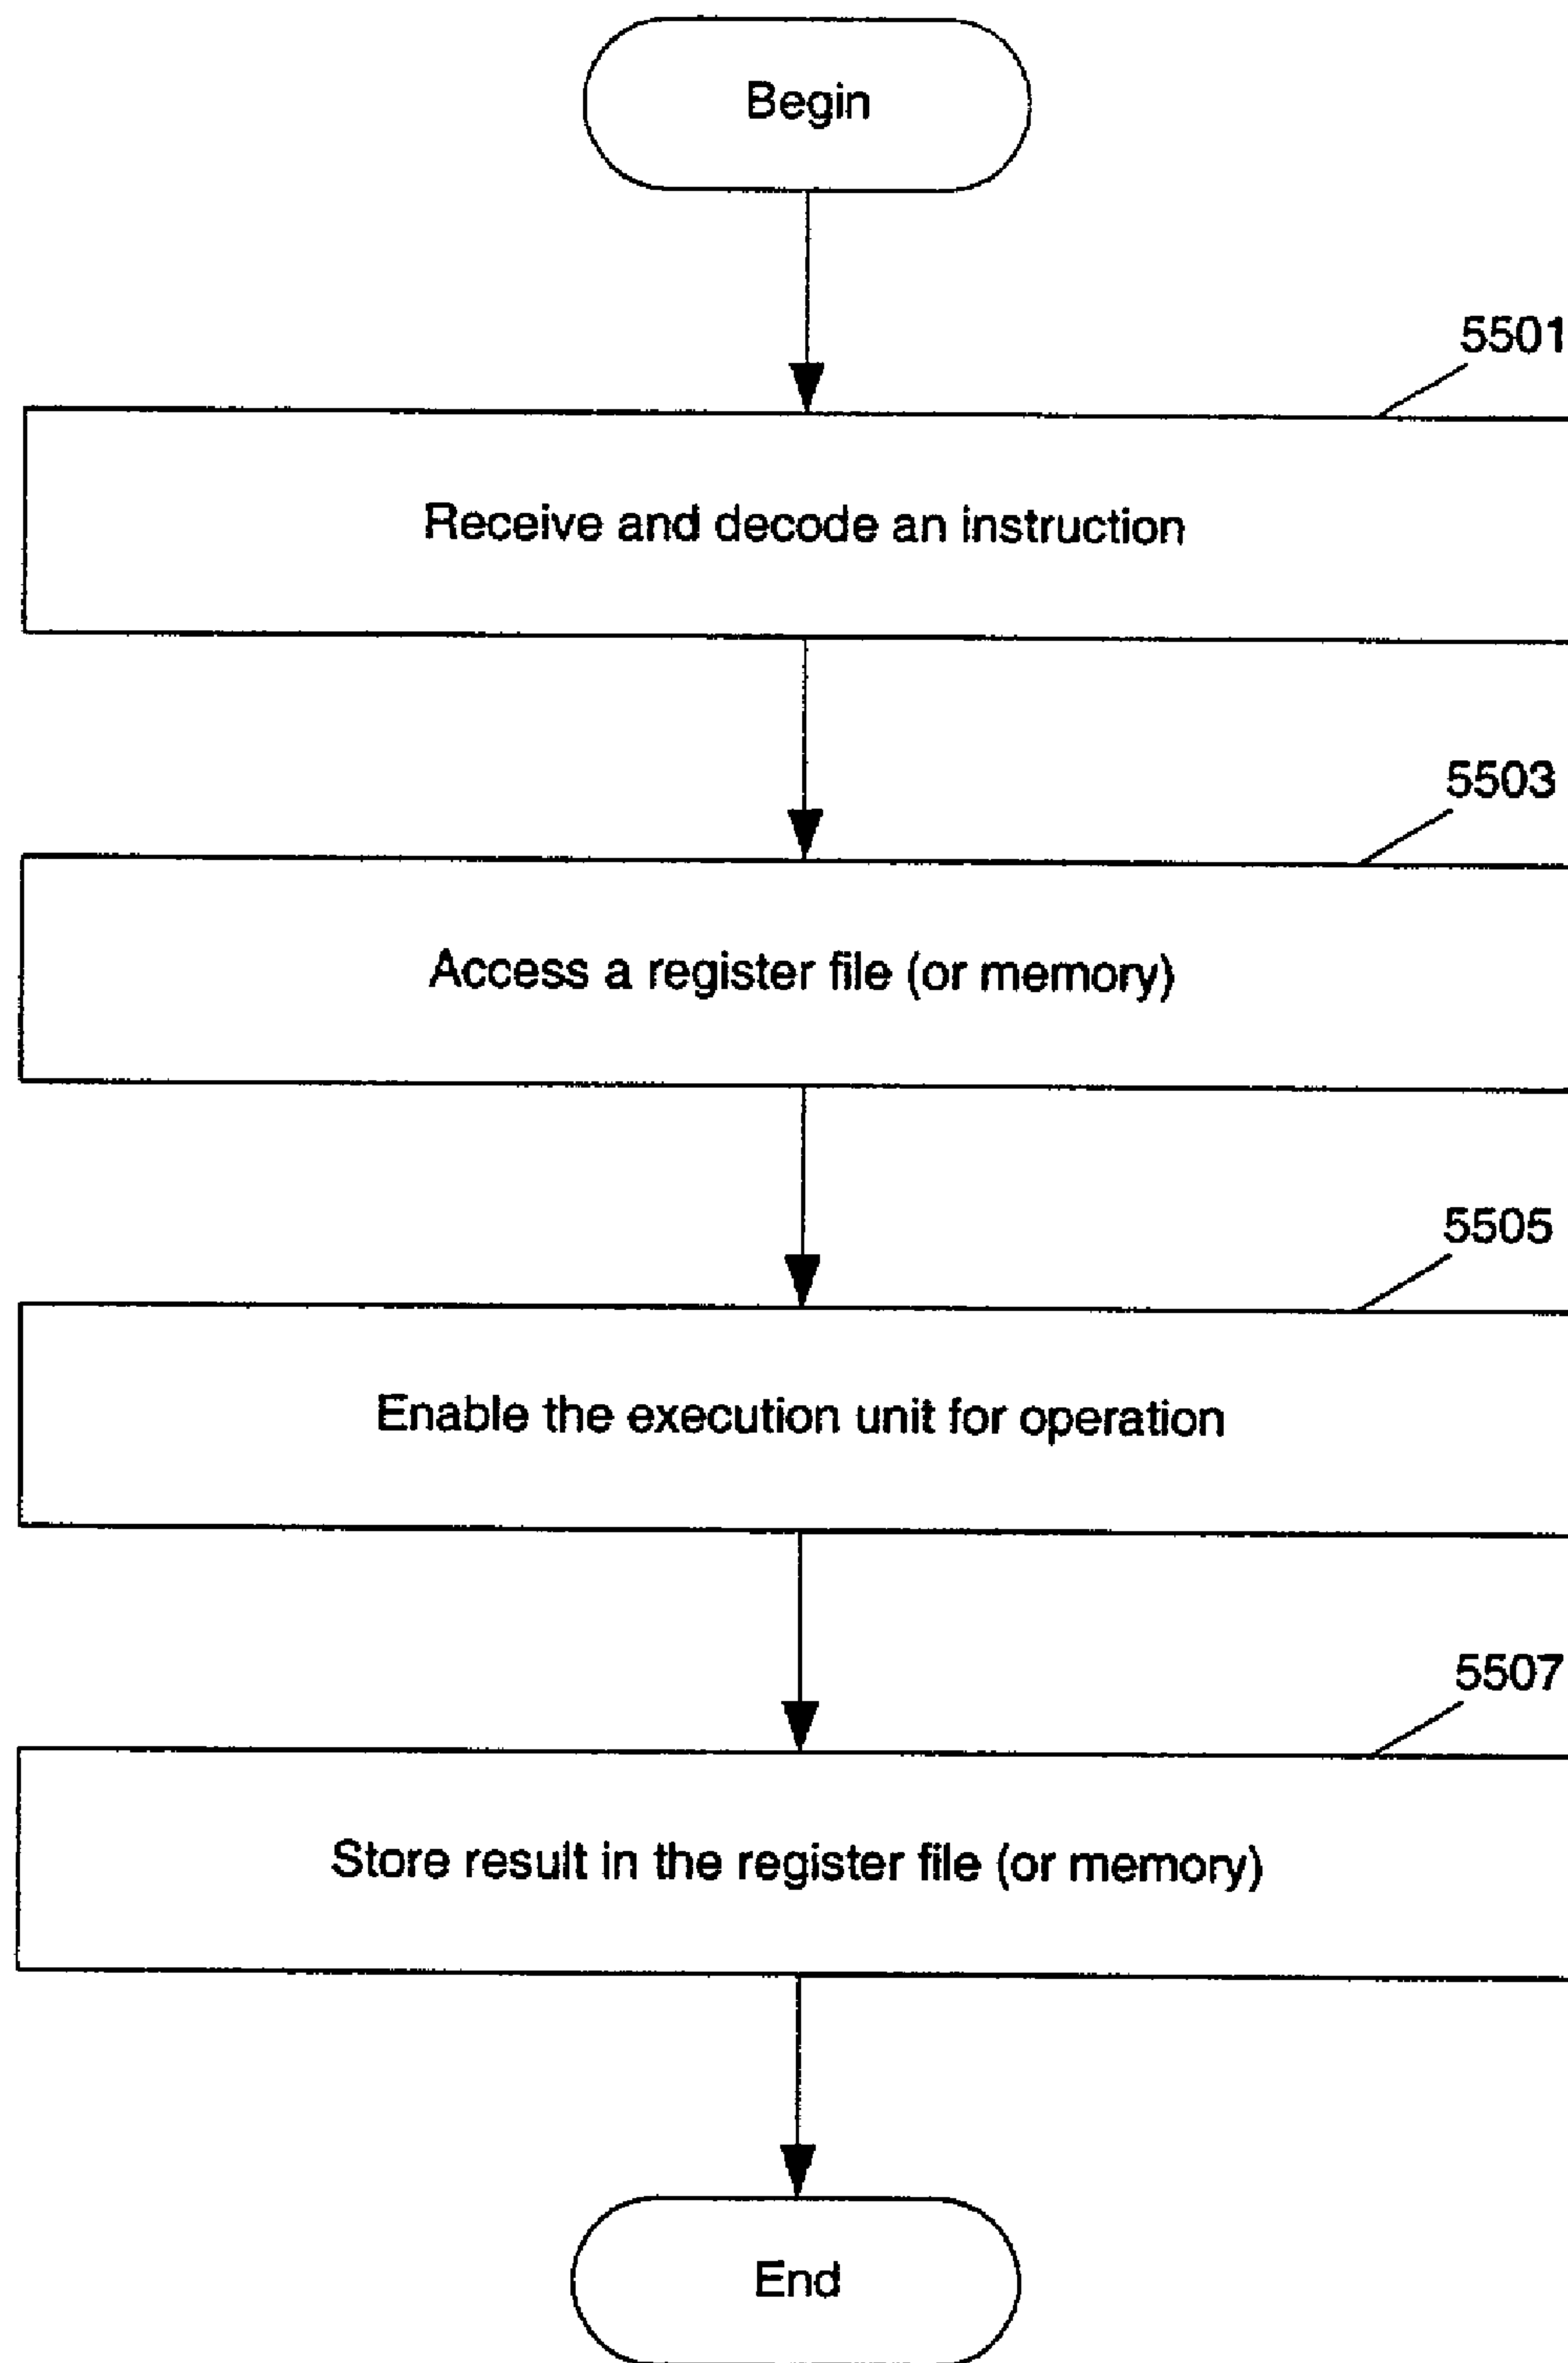 Begin
5501
Receive and decode an instruction
5503
Access a register file (or memory)
5505
Enable the execution unit for operation
5507
Store result in the register file (or memory)
End